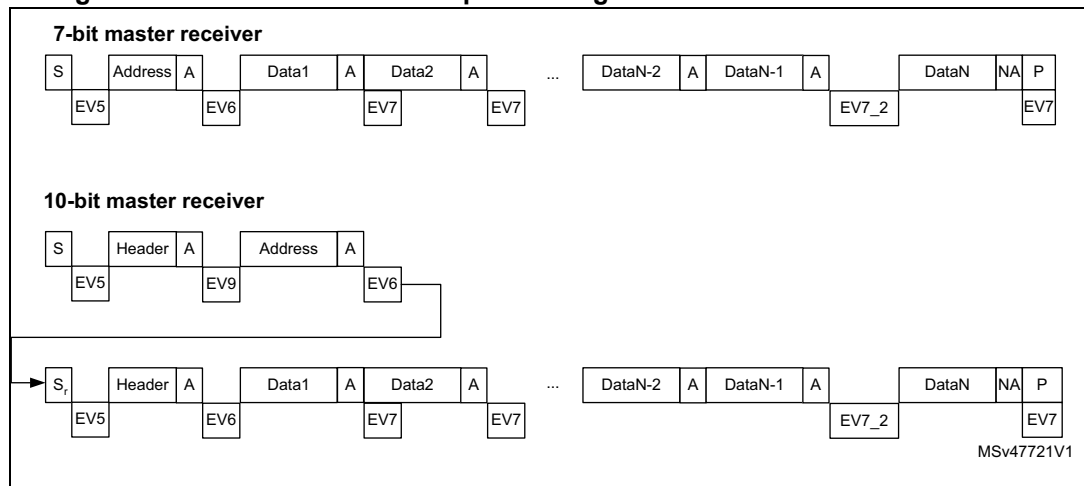 7-bit master receiver
S Address A Data1 A Data2 A ... DataN-2 A DataN-1 A DataN NA P
EV5 EV6 EV7 EV7 EV7_2 EV7
10-bit master receiver
S Header A Address A
EV5 EV9 EV6
Sr Header A Data1 A Data2 A ... DataN-2 A DataN-1 A DataN NA P
EV5 EV6 EV7 EV7 EV7_2 EV7
MSv47721V1